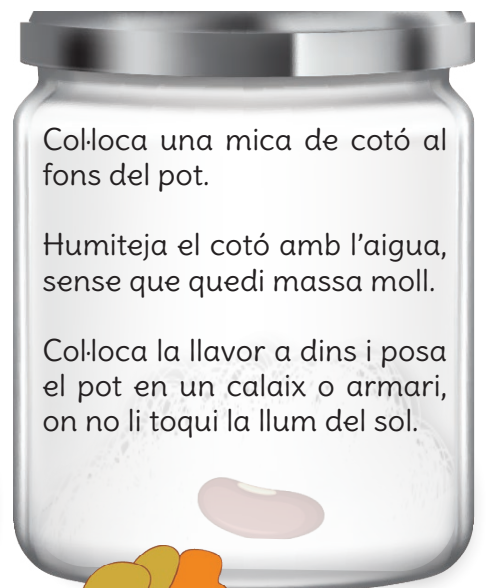 Col·loca una mica de cotó al
fons del pot.
Humiteja el cotó amb l'aigua,
sense que quedi massa moll.
Col·loca la llavor a dins i posa
el pot en un calaix o armari,
on no li toqui la llum del sol.